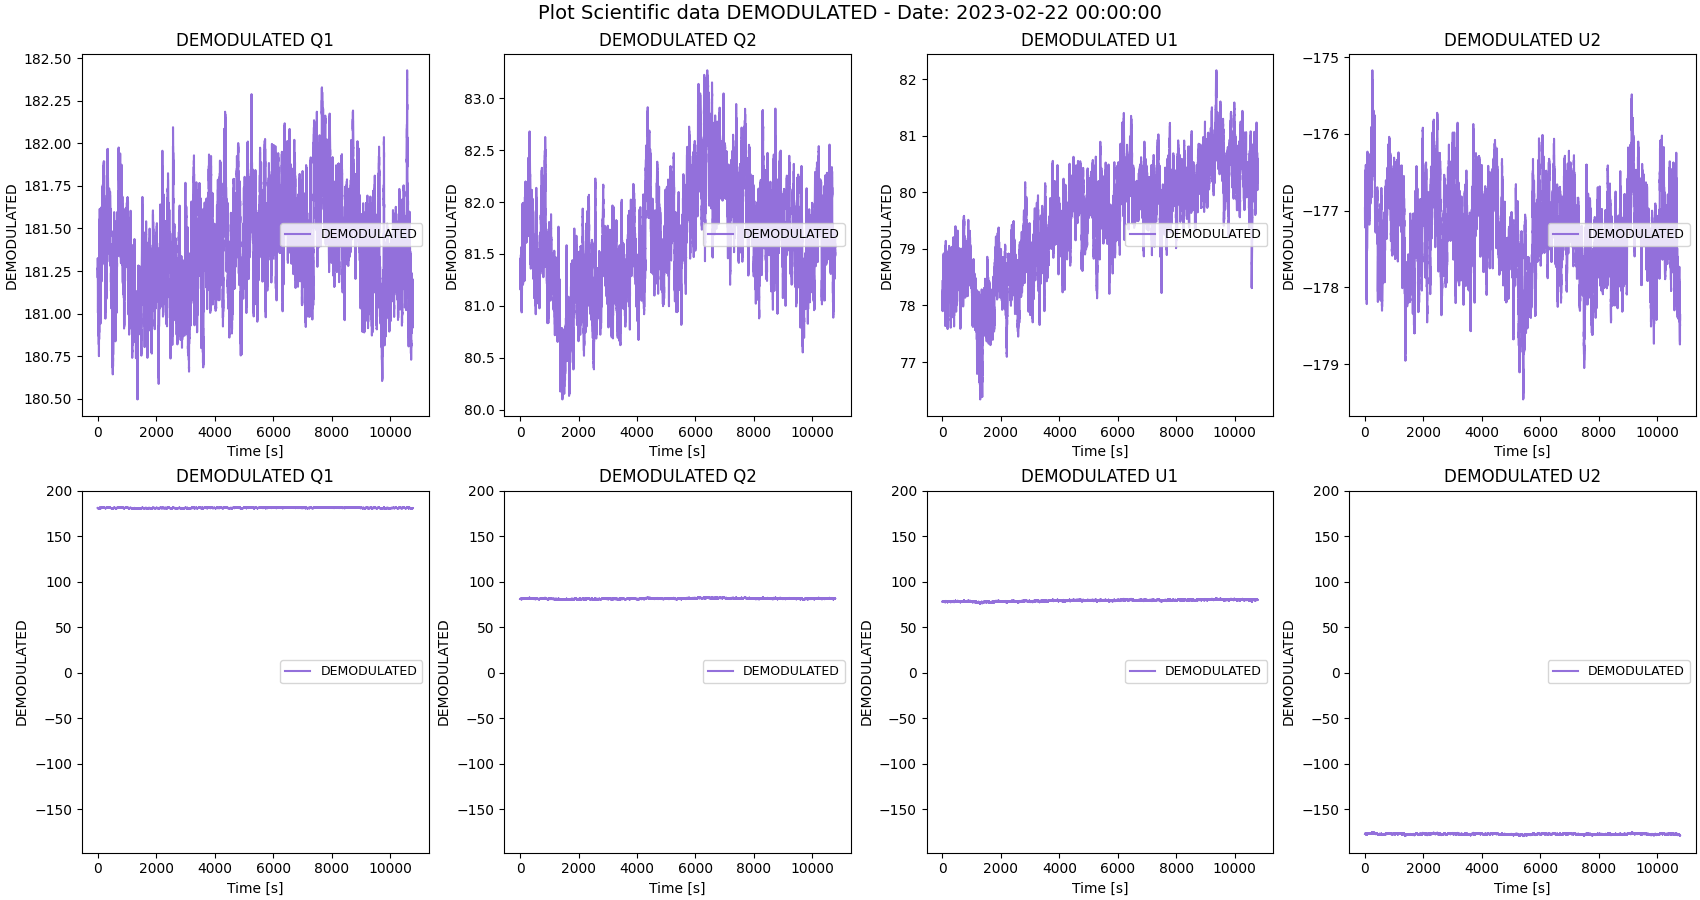 Plot Scientific data DEMODULATED - Date: 2023-02-22 00:00:00
DEMODULATED Q1
DEMODULATED
182.50
182.25
182.00
181.75
181.50
181.25
181.00
180.75
180.50
DEMODULATED
0 2000 4000 6000 8000 10000
Time [s]
DEMODULATED Q2
DEMODULATED
83.0
82.5
82.0
81.5
81.0
80.5
80.0
DEMODULATED
0 2000 4000 6000 8000 10000
Time [s]
DEMODULATED U1
DEMODULATED
82
81
80
79
78
77
DEMODULATED
0 2000 4000 6000 8000 10000
Time [s]
DEMODULATED U2
DEMODULATED
−175
−176
−177
−178
−179
DEMODULATED
0 2000 4000 6000 8000 10000
Time [s]
DEMODULATED Q1
DEMODULATED
200
150
100
50
0
−50
−100
−150
DEMODULATED
0 2000 4000 6000 8000 10000
Time [s]
DEMODULATED Q2
DEMODULATED
200
150
100
50
0
−50
−100
−150
DEMODULATED
0 2000 4000 6000 8000 10000
Time [s]
DEMODULATED U1
DEMODULATED
200
150
100
50
0
−50
−100
−150
DEMODULATED
0 2000 4000 6000 8000 10000
Time [s]
DEMODULATED U2
DEMODULATED
200
150
100
50
0
−50
−100
−150
DEMODULATED
0 2000 4000 6000 8000 10000
Time [s]